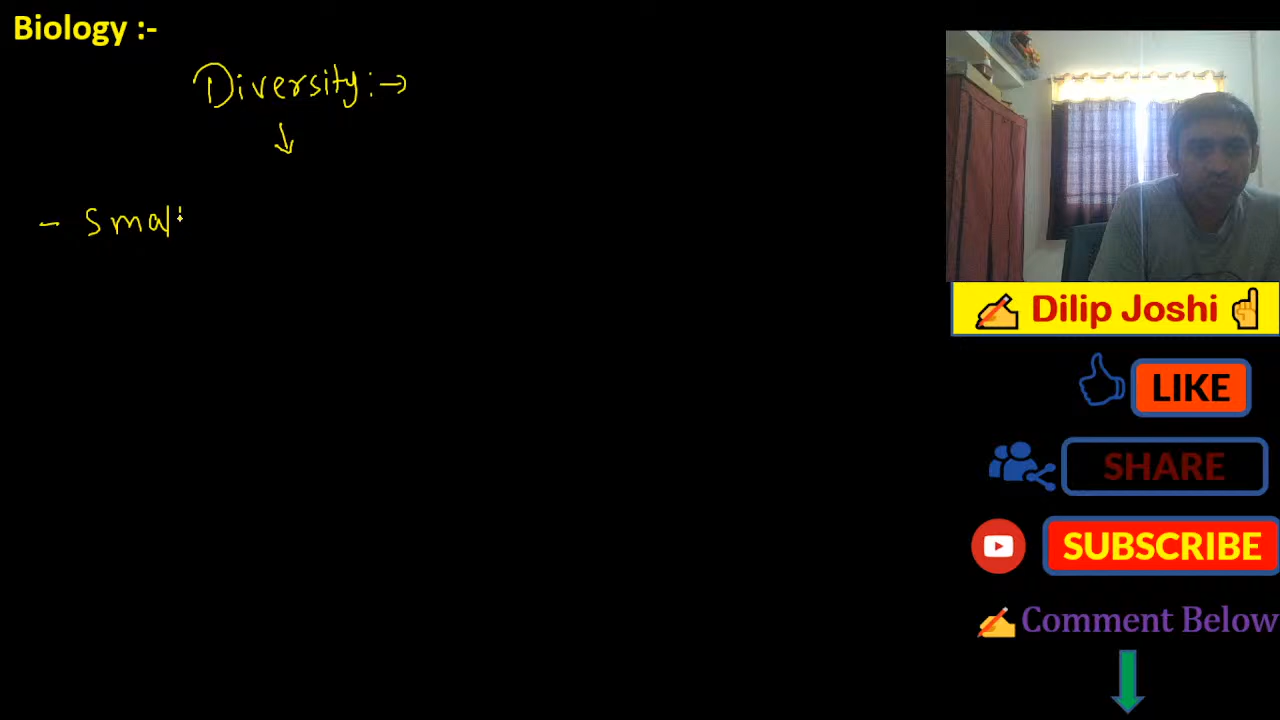 Biology :-
Diversity :→
↓
- Smal
Dilip Joshi
LIKE
SHARE
SUBSCRIBE
Comment Below